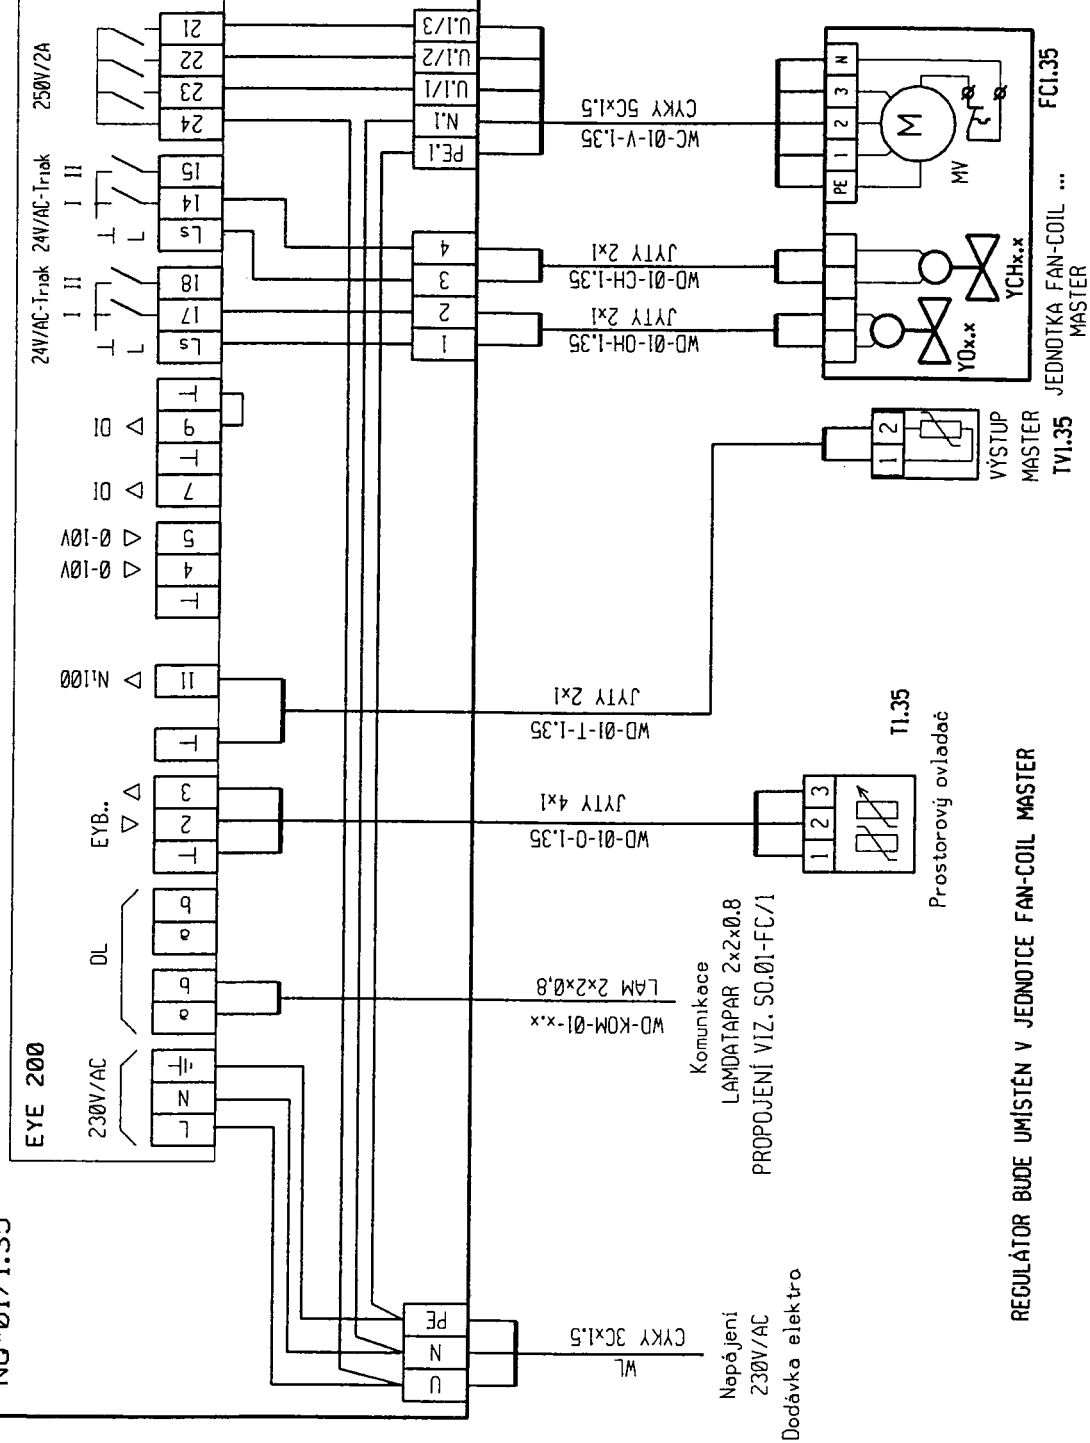 EYE 200
230V/AC
DL
EYB..
Ni100
0-10V
0-10V
DI
DI
24V/AC-Triak
I II
24V/AC-Triak
I II
250V/2A
L N
a b
a b
⊥ 2 3
⊥
11
⊥ 4 5
7 ⊥ 9 ⊥
Ls 17 18
Ls 14 15
24 23 22 21
U N PE
1 2 3 4
PE.1 N.1 U.1/1 U.1/2 U.1/3
WL
CYKY 3Cx1.5
WD-KOM-01-x.x
LAM 2x2x0,8
WD-01-O-1.35
JYTY 4x1
WD-01-T-1.35
JYTY 2x1
WD-01-OH-1.35
JYTY 2x1
WD-01-CH-1.35
JYTY 2x1
WC-01-V-1.35
CYKY 5Cx1.5
Napájení
230V/AC
Dodávka elektro
Komunikace
LAMDATAPAR 2x2x0.8
PROPOJENÍ VIZ. SO.01-FC/1
1 2 3
T1.35
Prostorový ovladač
1 2
VÝSTUP
MASTER
TV1.35
PE 1 2 3 N
M
MV
YOx.x
YCHx.x
FC1.35
JEDNOTKA FAN-COIL ...
MASTER
REGULÁTOR BUDE UMÍSTĚN V JEDNOTCE FAN-COIL MASTER